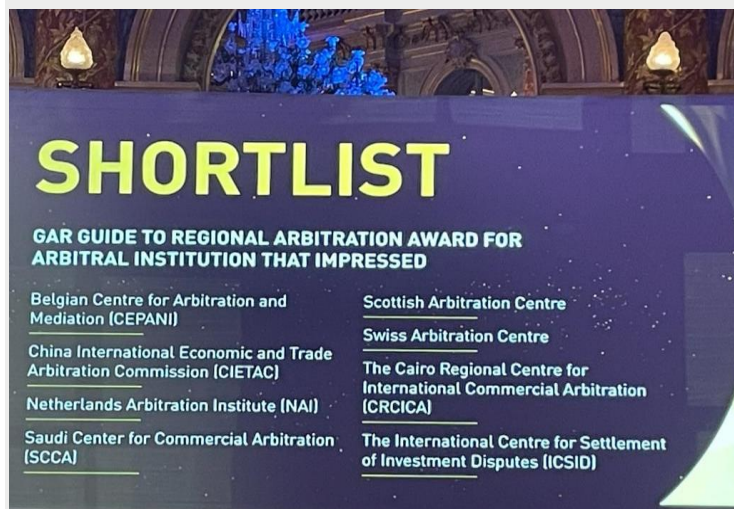 SHORTLIST
GAR GUIDE TO REGIONAL ARBITRATION AWARD FOR
ARBITRAL INSTITUTION THAT IMPRESSED
Belgian Centre for Arbitration and
Mediation (CEPANI)
China International Economic and Trade
Arbitration Commission (CIETAC)
Netherlands Arbitration Institute (NAI)
Saudi Center for Commercial Arbitration
(SCCA)
Scottish Arbitration Centre
Swiss Arbitration Centre
The Cairo Regional Centre for
International Commercial Arbitration
(CRCICA)
The International Centre for Settlement
of Investment Disputes (ICSID)